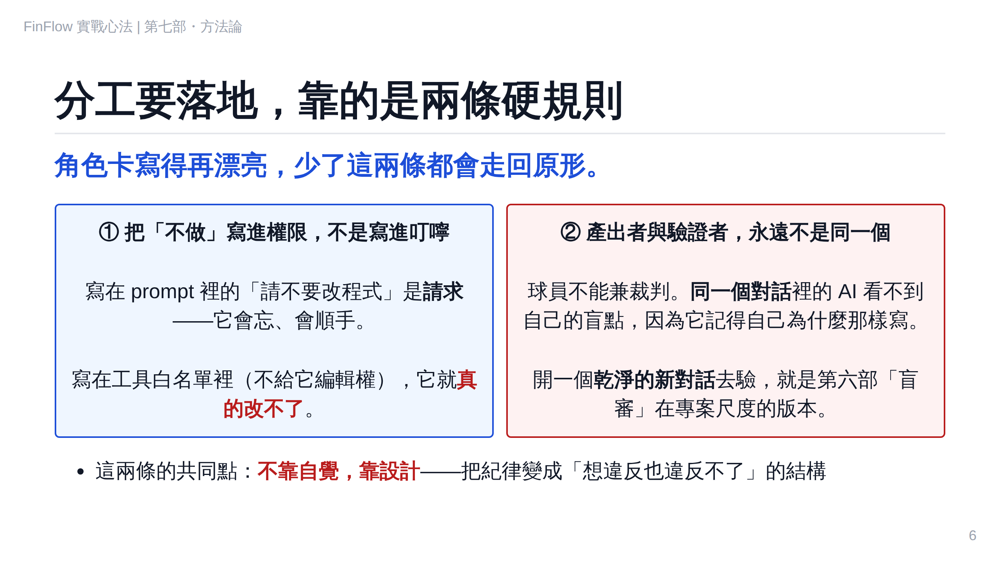 FinFlow 實戰心法 | 第七部・方法論
分工要落地，靠的是兩條硬規則
角色卡寫得再漂亮，少了這兩條都會走回原形。
① 把「不做」寫進權限，不是寫進叮嚀
寫在 prompt 裡的「請不要改程式」是請求
——它會忘、會順手。
寫在工具白名單裡（不給它編輯權），它就真
的改不了。
② 產出者與驗證者，永遠不是同一個
球員不能兼裁判。同一個對話裡的 AI 看不到
自己的盲點，因為它記得自己為什麼那樣寫。
開一個乾淨的新對話去驗，就是第六部「盲
審」在專案尺度的版本。
• 這兩條的共同點：不靠自覺，靠設計——把紀律變成「想違反也違反不了」的結構
6